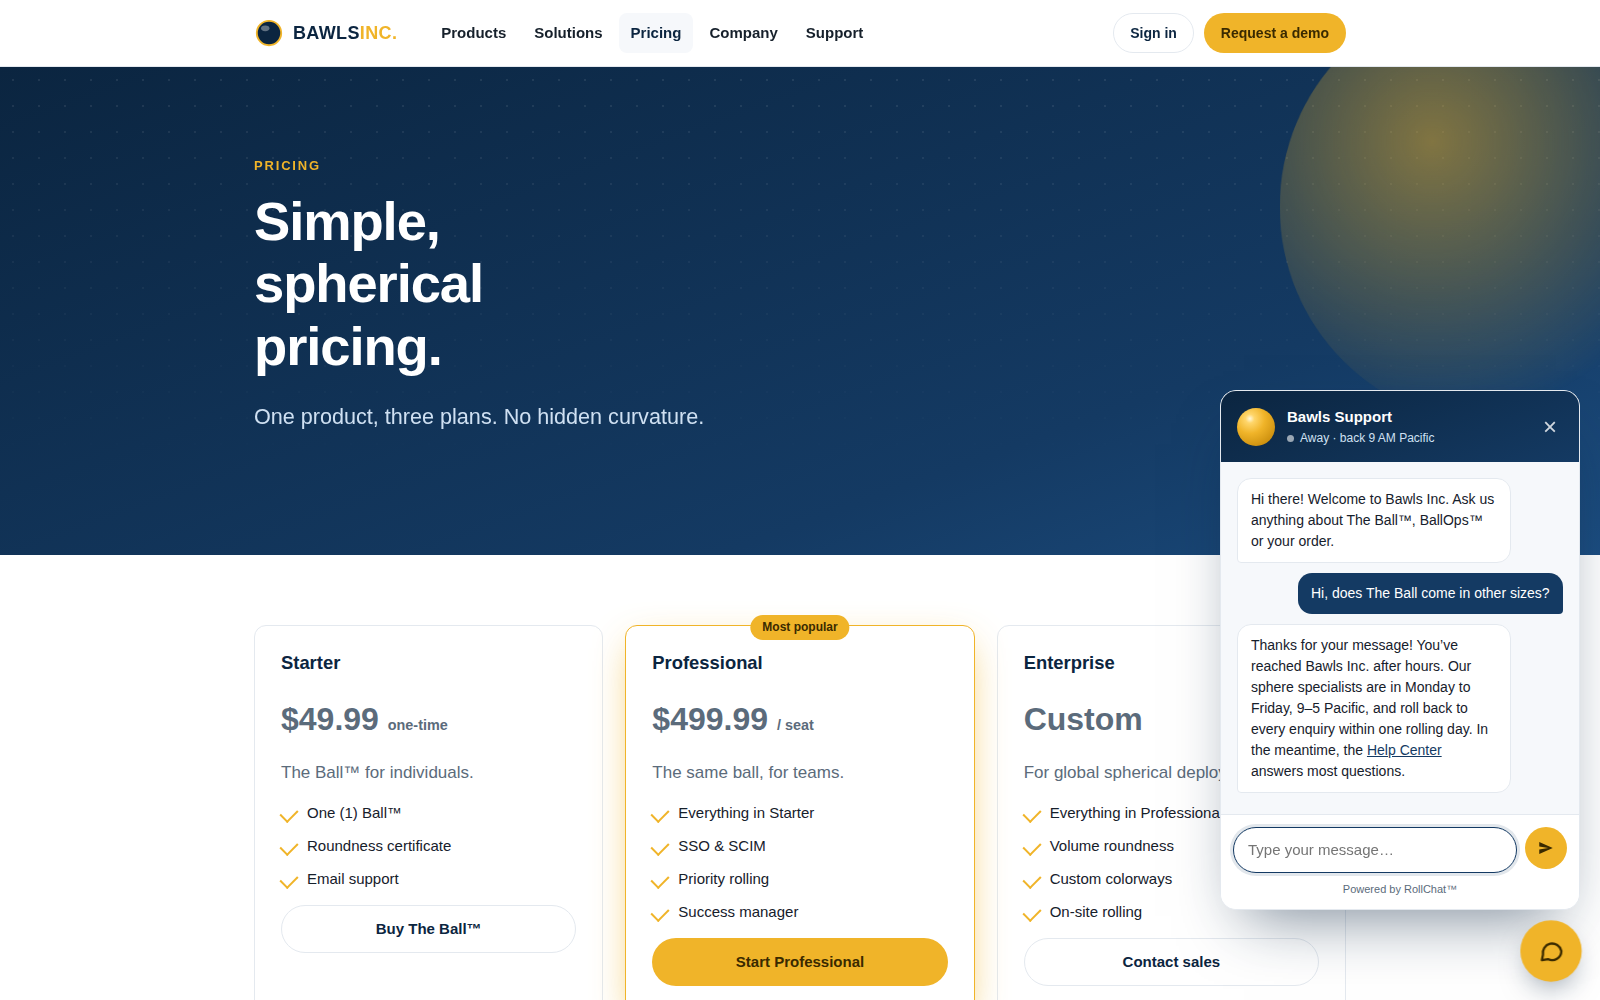 BAWLSINC.
Products
Solutions
Pricing
Company
Support
Sign in
Request a demo
PRICING
Simple,
spherical
pricing.
One product, three plans. No hidden curvature.
Starter
$49.99 one-time
The Ball™ for individuals.
One (1) Ball™
Roundness certificate
Email support
Buy The Ball™
Most popular
Professional
$499.99 / seat
The same ball, for teams.
Everything in Starter
SSO & SCIM
Priority rolling
Success manager
Start Professional
Enterprise
Custom
For global spherical
Everything in
Volume roundness
Custom colorways
On-site rolling
Contact sales
Bawls Support
Away · back 9 AM Pacific
×
Hi there! Welcome to Bawls Inc. Ask us
anything about The Ball™, BallOps™
or your order.
Hi, does The Ball come in other sizes?
Thanks for your message! You've
reached Bawls Inc. after hours. Our
sphere specialists are in Monday to
Friday, 9–5 Pacific, and roll back to
every enquiry within one rolling day. In
the meantime, the Help Center
answers most questions.
Type your message…
Powered by RollChat™